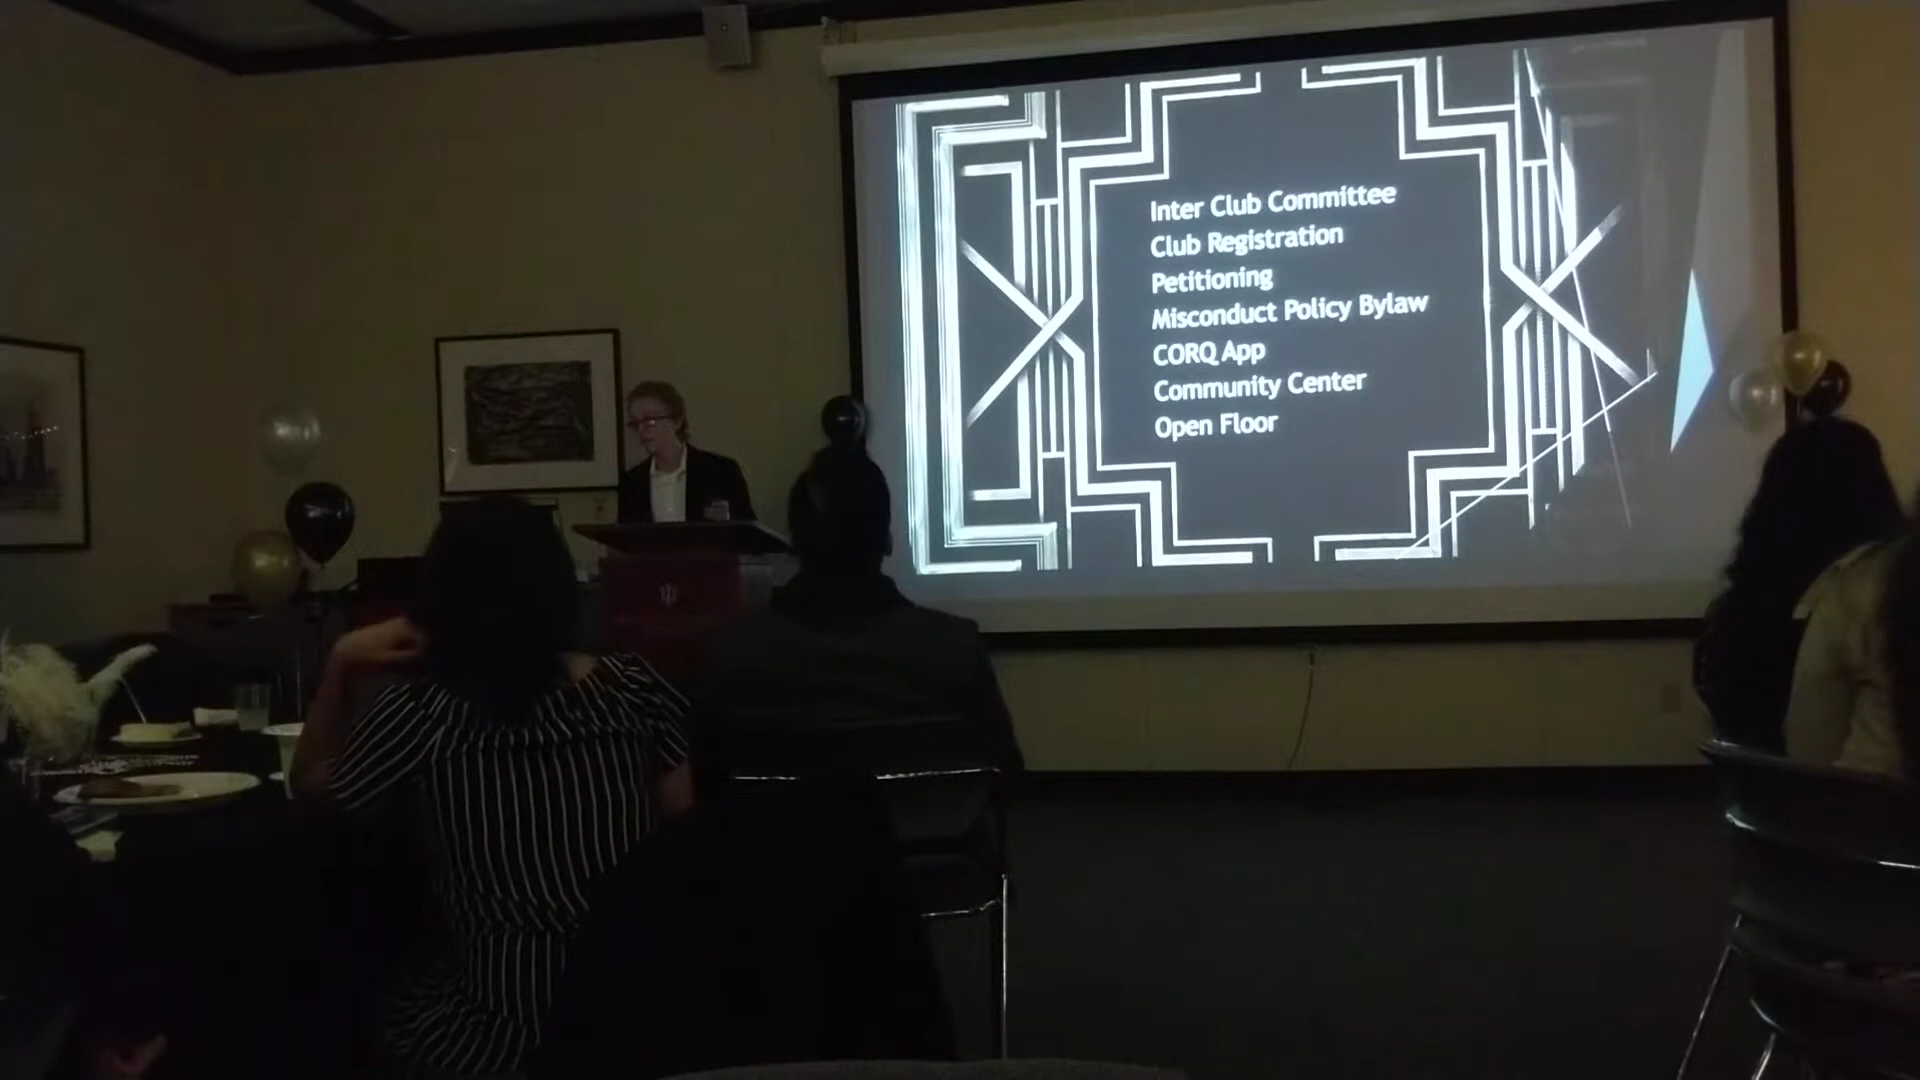 Inter Club Committee
Club Registration
Petitioning
Misconduct Policy Bylaw
CORQ App
Community Center
Open Floor